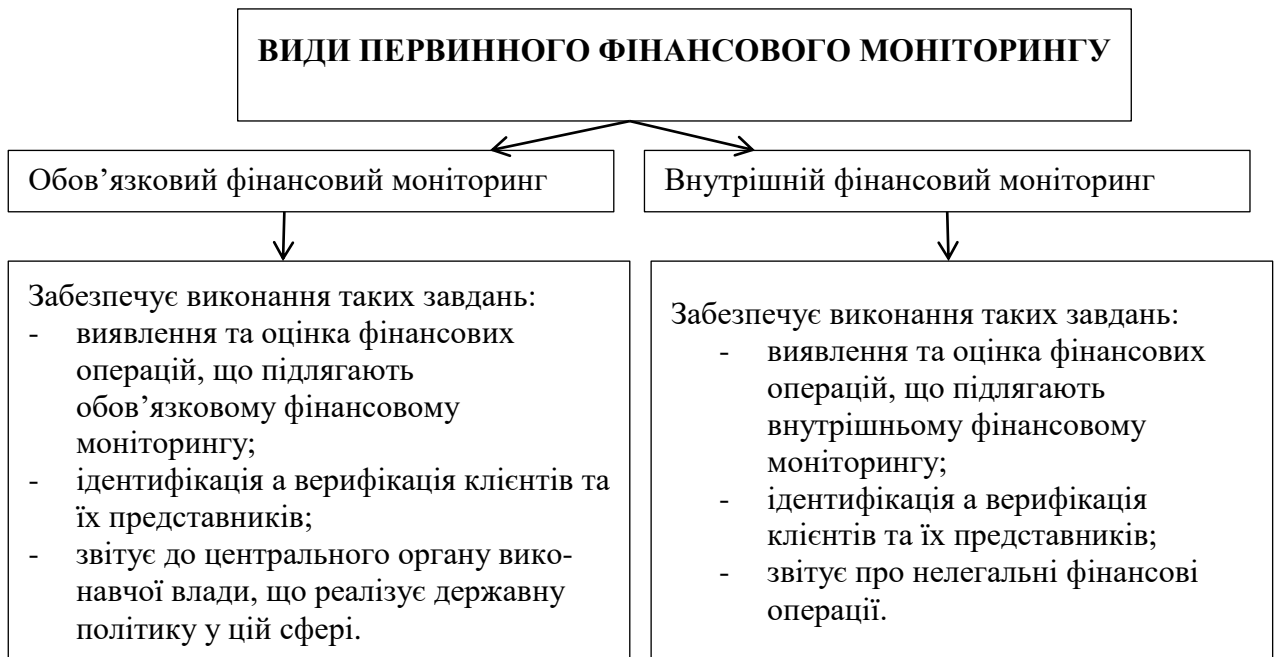 ВИДИ ПЕРВИННОГО ФІНАНСОВОГО МОНІТОРИНГУ
Обов’язковий фінансовий моніторинг
Внутрішній фінансовий моніторинг
Забезпечує виконання таких завдань:
- виявлення та оцінка фінансових
операцій, що підлягають
обов’язковому фінансовому
моніторингу;
- ідентифікація а верифікація клієнтів та
їх представників;
- звітує до центрального органу вико-
навчої влади, що реалізує державну
політику у цій сфері.
Забезпечує виконання таких завдань:
- виявлення та оцінка фінансових
операцій, що підлягають
внутрішньому фінансовому
моніторингу;
- ідентифікація а верифікація
клієнтів та їх представників;
- звітує про нелегальні фінансові
операції.